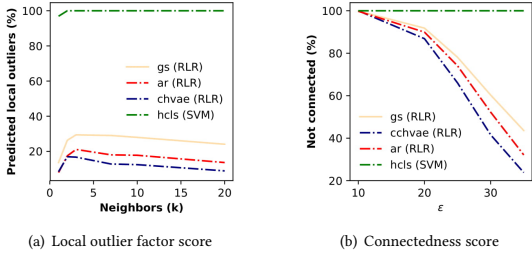 Predicted local outliers (%)
100
80
60
40
20
gs (RLR)
ar (RLR)
chvae (RLR)
hcls (SVM)
0 5 10 15 20
Neighbors (k)
(a) Local outlier factor score
Not connected (%)
100
80
60
40
20
gs (RLR)
cchvae (RLR)
ar (RLR)
hcls (SVM)
10 20 30
ε
(b) Connectedness score